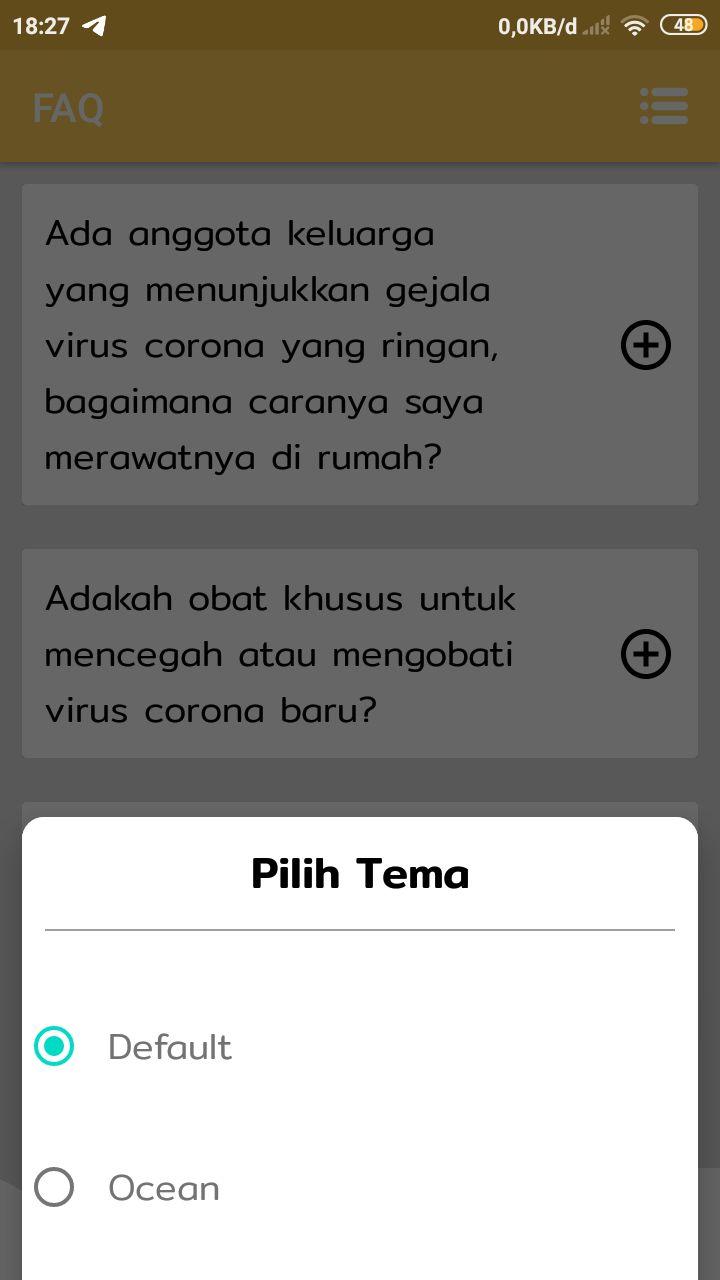 18:27
0,0KB/d
48
FAQ
Ada anggota keluarga
yang menunjukkan gejala
virus corona yang ringan,
bagaimana caranya saya
merawatnya di rumah?
Adakah obat khusus untuk
mencegah atau mengobati
virus corona baru?
Pilih Tema
Default
Ocean